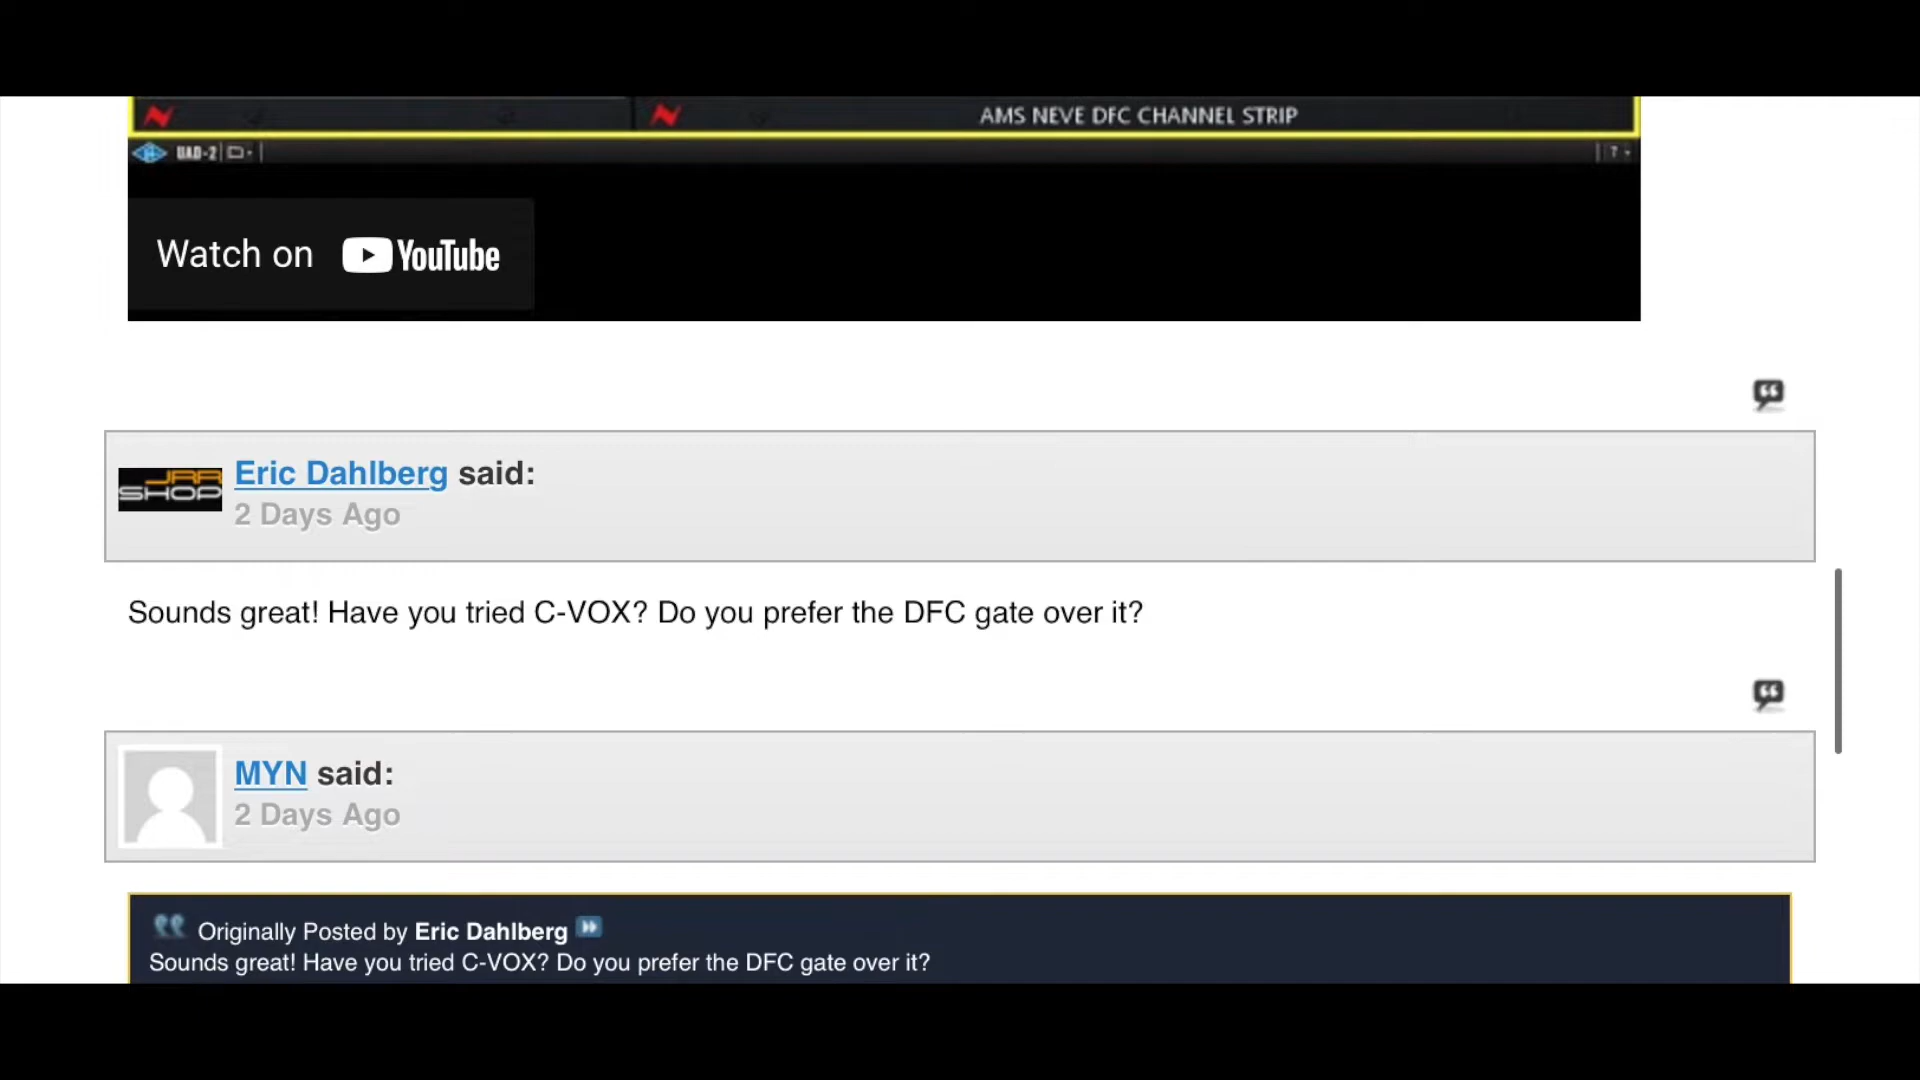 AMS NEVE DFC CHANNEL STRIP
UAD-2
?
Watch on YouTube
JRR
SHOP
Eric Dahlberg said:
2 Days Ago
Sounds great! Have you tried C-VOX? Do you prefer the DFC gate over it?
MYN said:
2 Days Ago
Originally Posted by Eric Dahlberg
Sounds great! Have you tried C-VOX? Do you prefer the DFC gate over it?